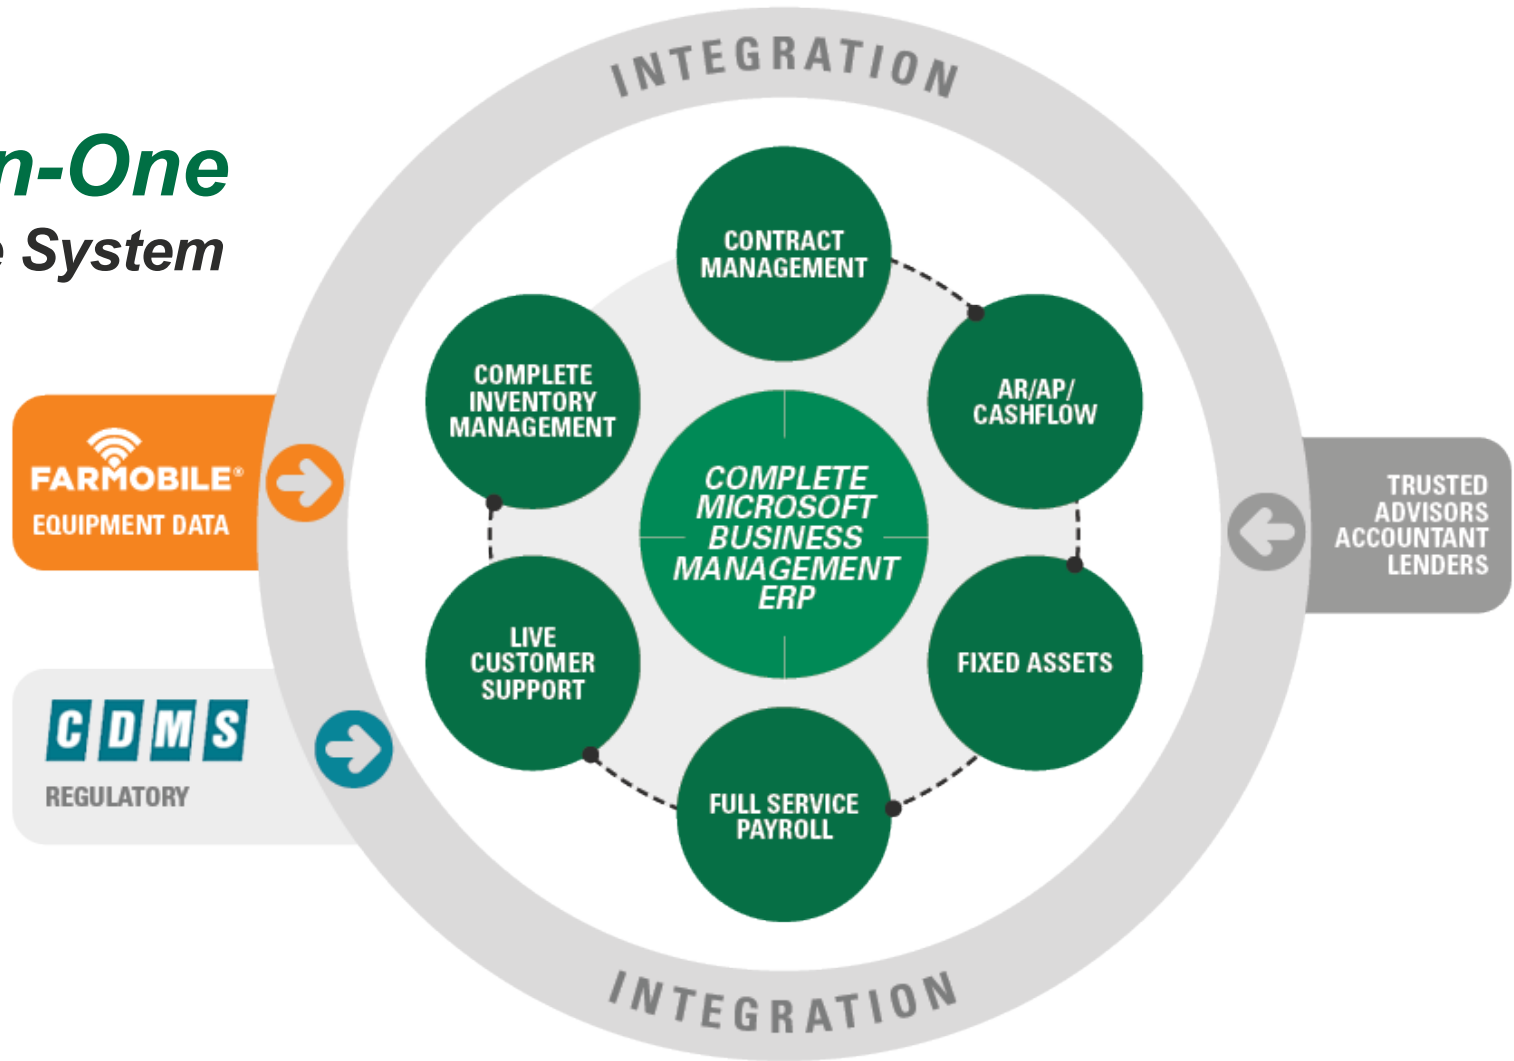 INTEGRATION
n-One
e System
CONTRACT
MANAGEMENT
COMPLETE
INVENTORY
MANAGEMENT
AR/AP/
CASHFLOW
FARMOBILE®
EQUIPMENT DATA
COMPLETE
MICROSOFT
BUSINESS
MANAGEMENT
ERP
TRUSTED
ADVISORS
ACCOUNTANT
LENDERS
LIVE
CUSTOMER
SUPPORT
FIXED ASSETS
CDMS
REGULATORY
FULL SERVICE
PAYROLL
INTEGRATION